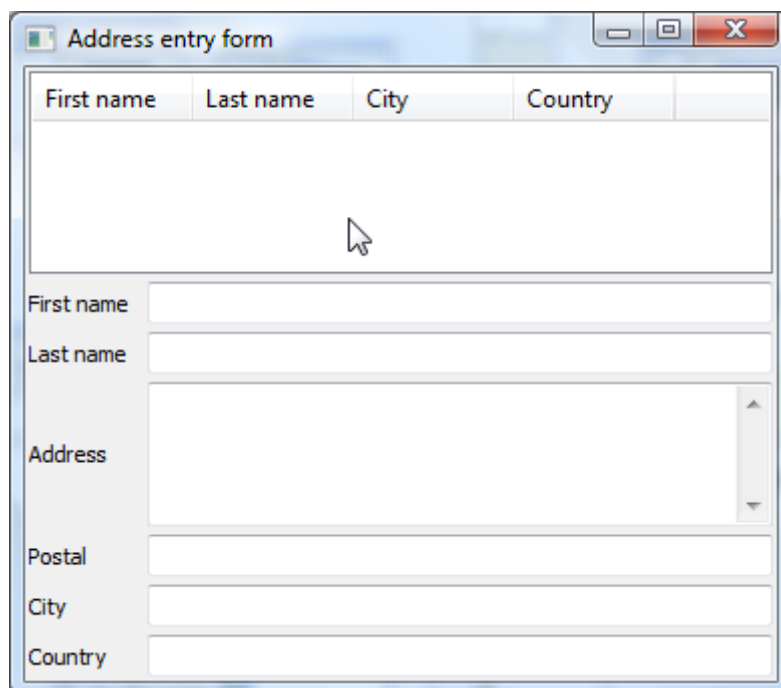 Address entry form
First name Last name City Country
First name
Last name
Address
Postal
City
Country